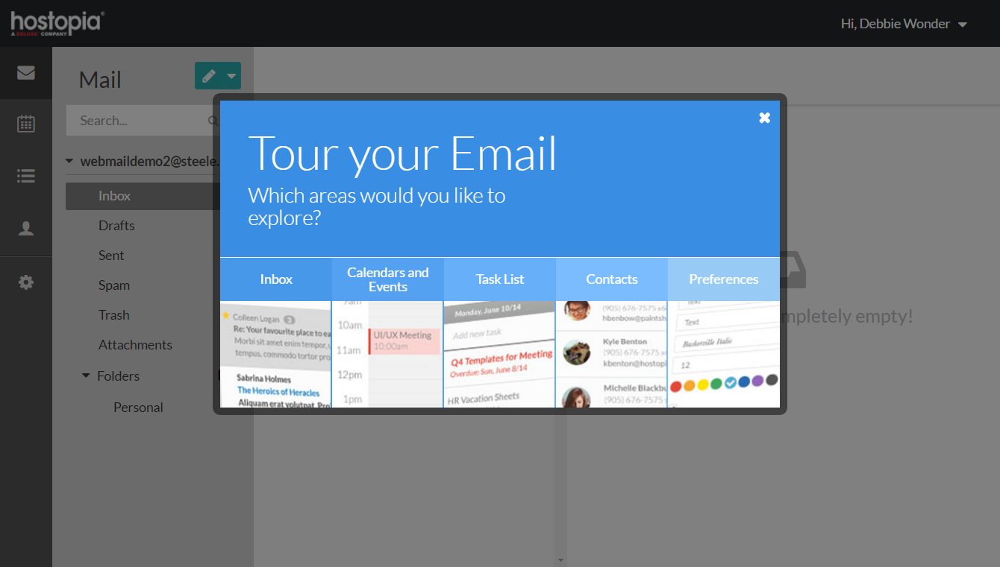 hostopia®
A DELUXE® COMPANY
Hi, Debbie Wonder
Mail
Search...
webmaildemo2@steele.
Inbox
Drafts
Sent
Spam
Trash
Attachments
Folders
Personal
Tour your Email
Which areas would you like to
explore?
Inbox
Calendars and
Events
Task List
Contacts
Preferences
Colleen Logan 3
Re: Your favourite place to ea
Morbi sit amet enim tempor,
tempus, commodo tortor pro
Sabrina Holmes
The Heroics of Heracles
Aliquam erat volutpat. Pro
9am
10am
11am
12pm
1pm
UI/UX Meeting
10:00am
Monday, June 10/14
Add new task
Q4 Templates for Meeting
Overdue: Sun, June 8/14
HR Vacation Sheets
(905) 676-7575 x6
hbenbow@paintsh
Kyle Benton
(905) 676-7575 x
kbenton@hostopi
Michelle Blackbu
(905) 676-7575 x
Text
Text
Baskerville Italic
12
mpletely empty!